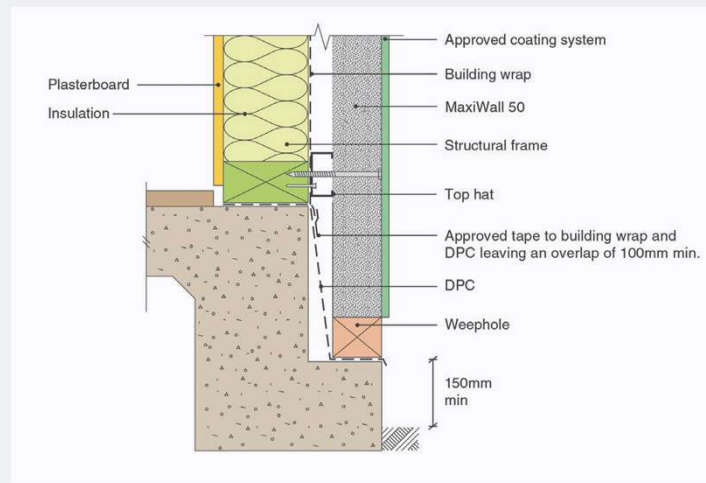 Plasterboard
Insulation
Approved coating system
Building wrap
MaxiWall 50
Structural frame
Top hat
Approved tape to building wrap and
DPC leaving an overlap of 100mm min.
DPC
Weephole
150mm
min